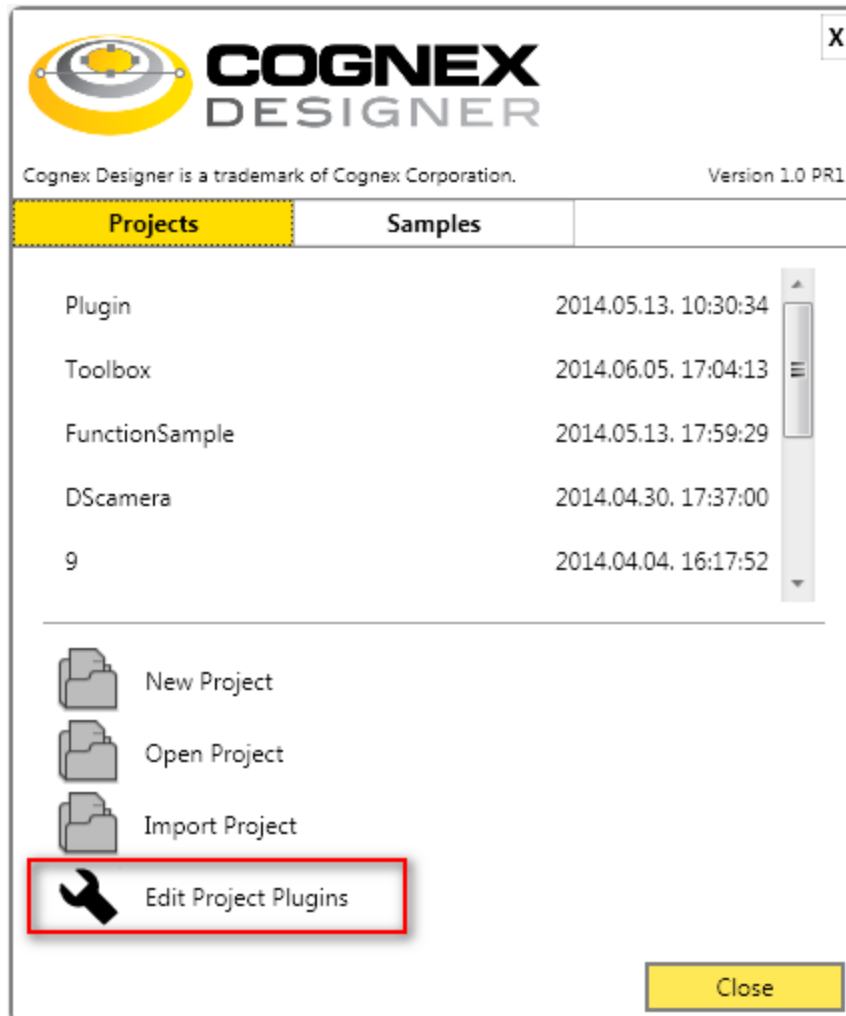 X
COGNEX
DESIGNER
Cognex Designer is a trademark of Cognex Corporation. Version 1.0 PR1
Projects Samples
Plugin 2014.05.13. 10:30:34
Toolbox 2014.06.05. 17:04:13
FunctionSample 2014.05.13. 17:59:29
DScamera 2014.04.30. 17:37:00
9 2014.04.04. 16:17:52
New Project
Open Project
Import Project
Edit Project Plugins
Close